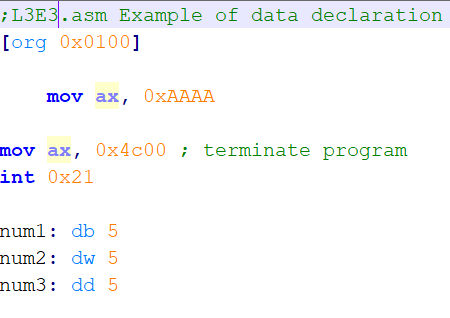 ;L3E3.asm Example of data declaration
[org 0x0100]
mov ax, 0xAAAA
mov ax, 0x4c00 ; terminate program
int 0x21
num1: db 5
num2: dw 5
num3: dd 5